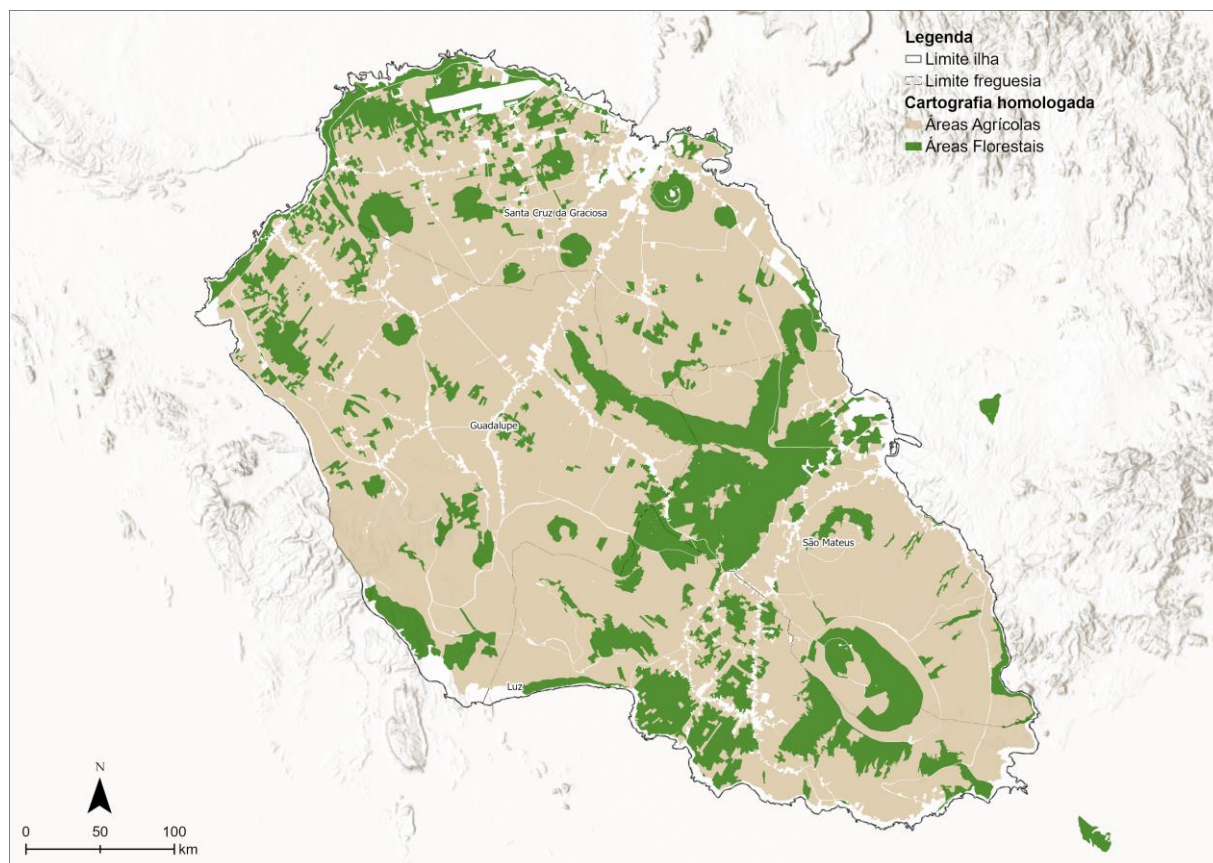 Legenda
Limite ilha
Limite freguesia
Cartografia homologada
Áreas Agrícolas
Áreas Florestais
Santa Cruz da Graciosa
Guadalupe
São Mateus
Luz
N
0 50 100
km